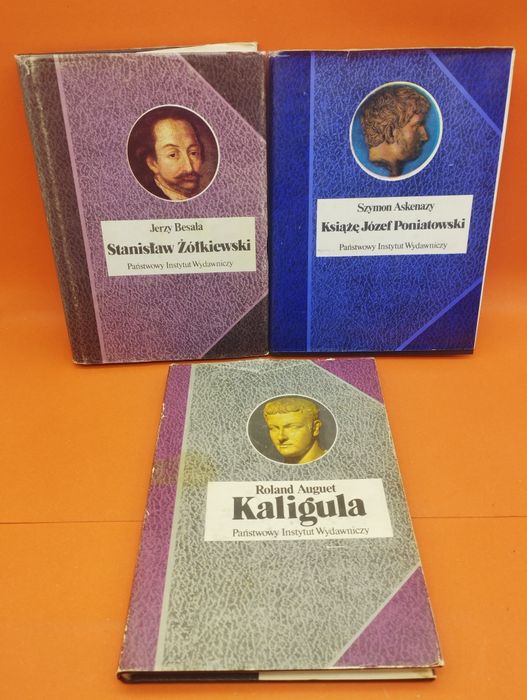 Jerzy Besala
Stanisław Żółkiewski
Państwowy Instytut Wydawniczy
Szymon Askenazy
Książę Józef Poniatowski
Państwowy Instytut Wydawniczy
Roland Auguet
Kaligula
Państwowy Instytut Wydawniczy